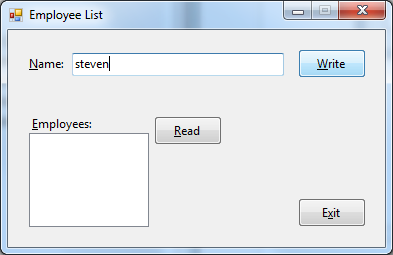 Employee List
Name: steven Write
Employees:
Read
Exit